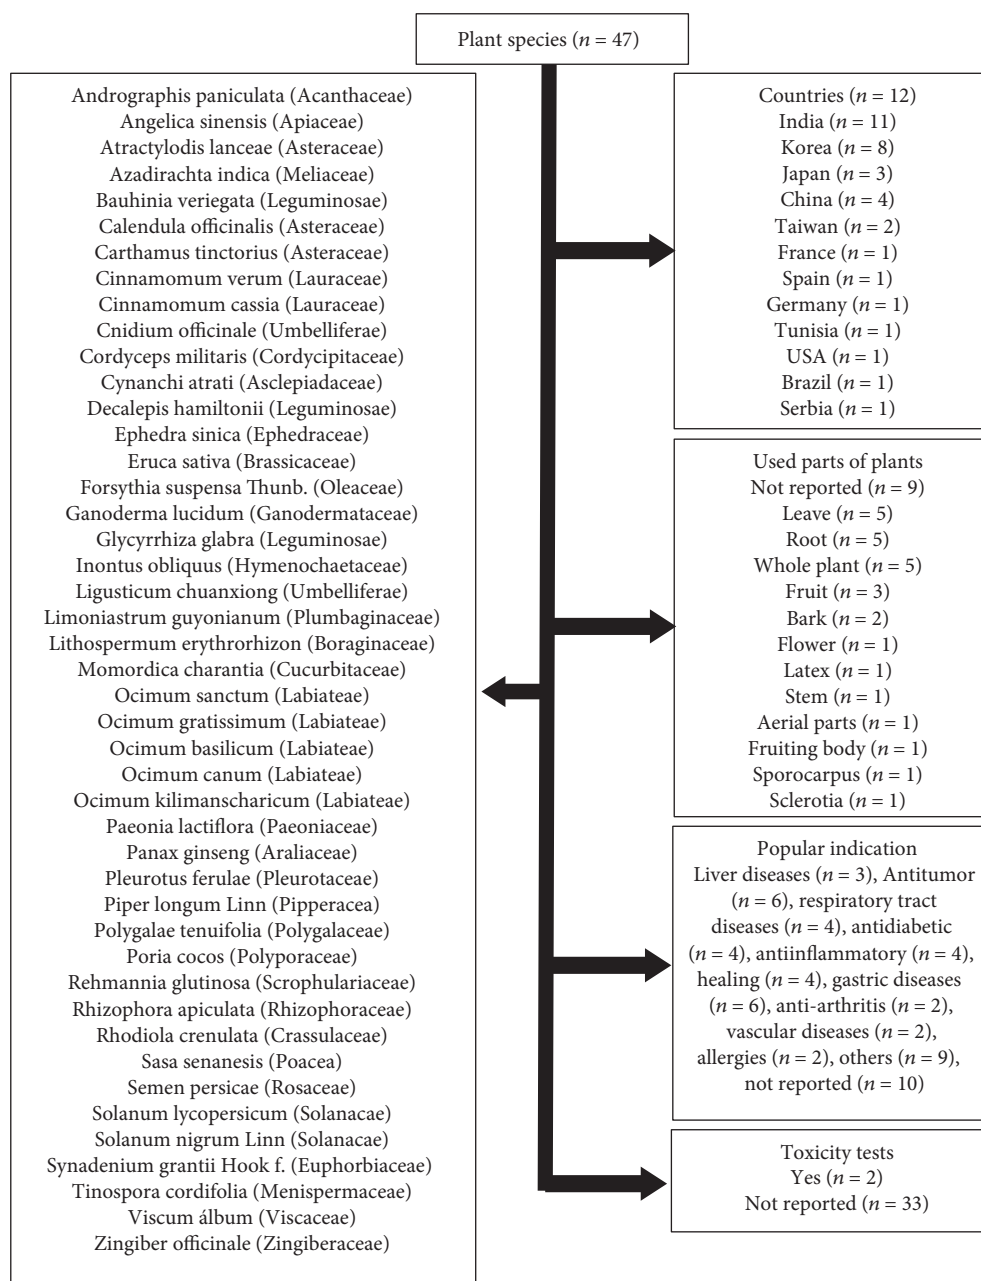 Plant species (n = 47)
Andrographis paniculata (Acanthaceae)
Angelica sinensis (Apiaceae)
Atractylodis lanceae (Asteraceae)
Azadirachta indica (Meliaceae)
Bauhinia veriegata (Leguminosae)
Calendula officinalis (Asteraceae)
Carthamus tinctorius (Asteraceae)
Cinnamomum verum (Lauraceae)
Cinnamomum cassia (Lauraceae)
Cnidium officinale (Umbelliferae)
Cordyceps militaris (Cordycipitaceae)
Cynanchi atrati (Asclepiadaceae)
Decalepis hamiltonii (Leguminosae)
Ephedra sinica (Ephedraceae)
Eruca sativa (Brassicaceae)
Forsythia suspensa Thunb. (Oleaceae)
Ganoderma lucidum (Ganodermataceae)
Glycyrrhiza glabra (Leguminosae)
Inontus obliquus (Hymenochaetaceae)
Ligusticum chuanxiong (Umbelliferae)
Limoniastrum guyonianum (Plumbaginaceae)
Lithospermum erythrorhizon (Boraginaceae)
Momordica charantia (Cucurbitaceae)
Ocimum sanctum (Labiateae)
Ocimum gratissimum (Labiateae)
Ocimum basilicum (Labiateae)
Ocimum canum (Labiateae)
Ocimum kilimanscharicum (Labiateae)
Paeonia lactiflora (Paeoniaceae)
Panax ginseng (Araliaceae)
Pleurotus ferulae (Pleurotaceae)
Piper longum Linn (Pipperacea)
Polygalae tenuifolia (Polygalaceae)
Poria cocos (Polyporaceae)
Rehmannia glutinosa (Scrophulariaceae)
Rhizophora apiculata (Rhizophoraceae)
Rhodiola crenulata (Crassulaceae)
Sasa senanesis (Poacea)
Semen persicae (Rosaceae)
Solanum lycopersicum (Solanacae)
Solanum nigrum Linn (Solanacae)
Synadenium grantii Hook f. (Euphorbiaceae)
Tinospora cordifolia (Menispermaceae)
Viscum álbum (Viscaceae)
Zingiber officinale (Zingiberaceae)
Countries (n = 12)
India (n = 11)
Korea (n = 8)
Japan (n = 3)
China (n = 4)
Taiwan (n = 2)
France (n = 1)
Spain (n = 1)
Germany (n = 1)
Tunisia (n = 1)
USA (n = 1)
Brazil (n = 1)
Serbia (n = 1)
Used parts of plants
Not reported (n = 9)
Leave (n = 5)
Root (n = 5)
Whole plant (n = 5)
Fruit (n = 3)
Bark (n = 2)
Flower (n = 1)
Latex (n = 1)
Stem (n = 1)
Aerial parts (n = 1)
Fruiting body (n = 1)
Sporocarpus (n = 1)
Sclerotia (n = 1)
Popular indication
Liver diseases (n = 3), Antitumor
(n = 6), respiratory tract
diseases (n = 4), antidiabetic
(n = 4), antiinflammatory (n = 4),
healing (n = 4), gastric diseases
(n = 6), anti-arthritis (n = 2),
vascular diseases (n = 2),
allergies (n = 2), others (n = 9),
not reported (n = 10)
Toxicity tests
Yes (n = 2)
Not reported (n = 33)